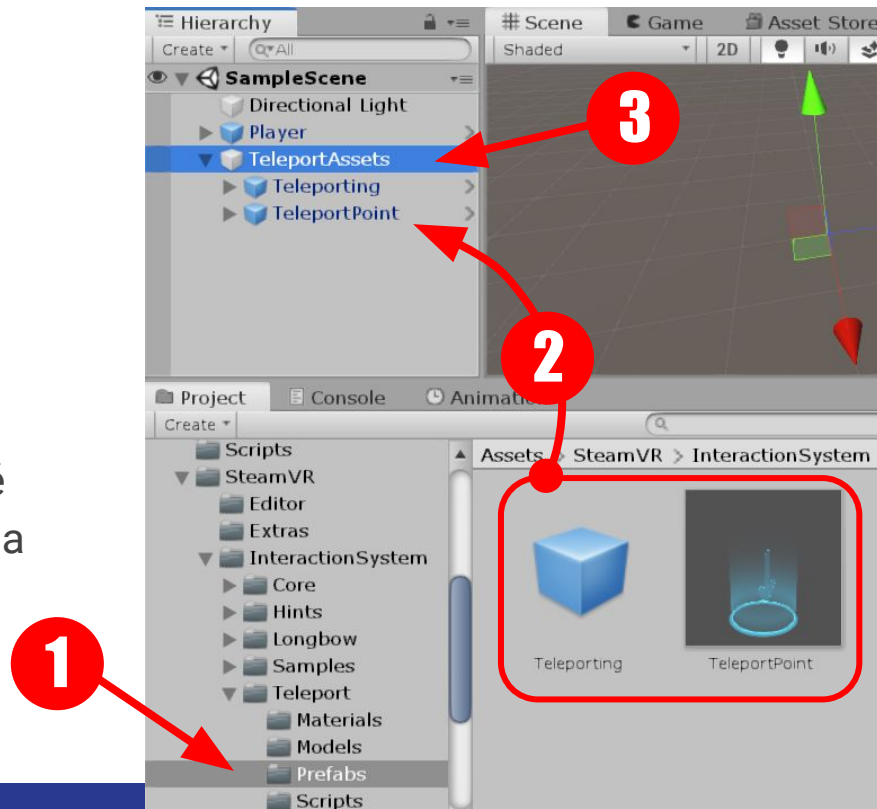 Hierarchy
Create
All
SampleScene
Directional Light
Player
TeleportAssets
Teleporting
TeleportPoint
Scene
Game
Asset Store
Shaded
2D
3
2
Project
Console
Create
Scripts
SteamVR
Editor
Extras
InteractionSystem
Core
Hints
Longbow
Samples
Teleport
Materials
Models
Prefabs
Scripts
Assets > SteamVR > InteractionSystem
Teleporting
TeleportPoint
a
1